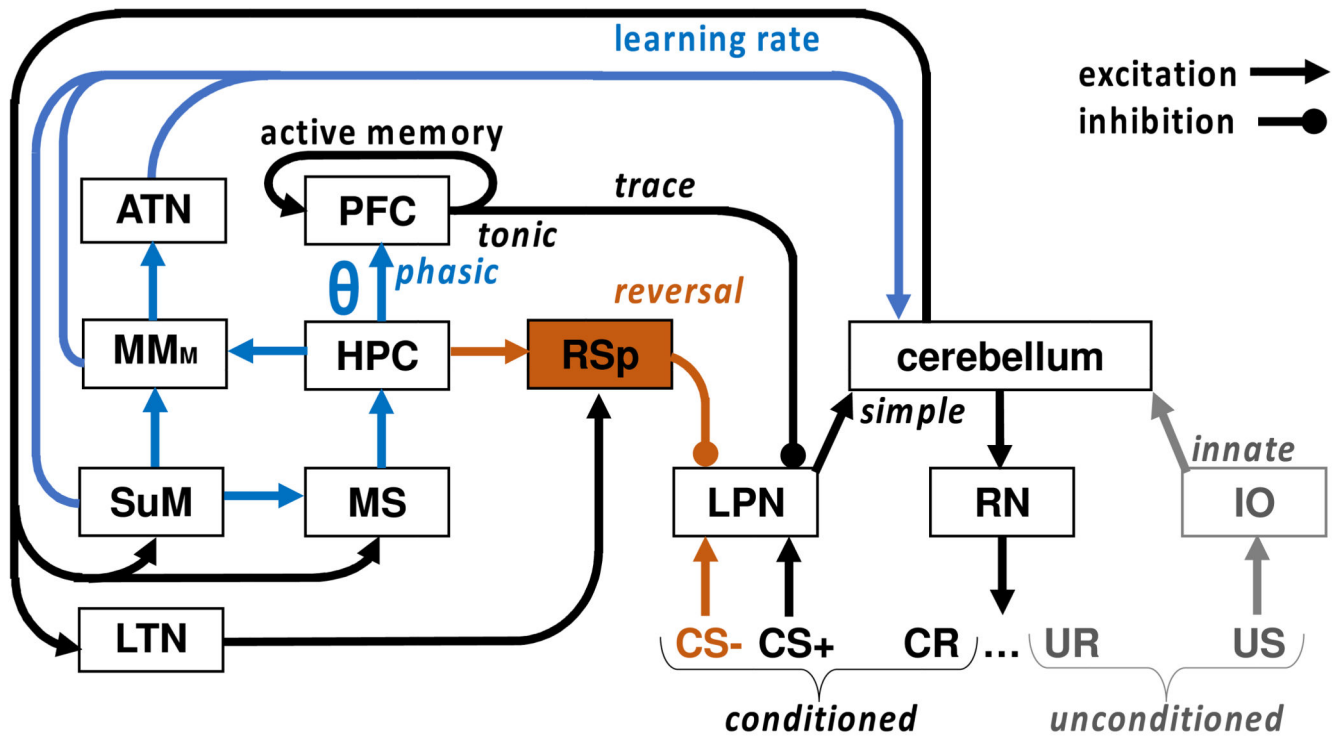 learning rate
excitation
inhibition
active memory
ATN
PFC
trace
tonic
θ
phasic
reversal
MMM
HPC
RSp
cerebellum
simple
innate
SuM
MS
LPN
RN
IO
LTN
CS- CS+ CR ... UR US
conditioned
unconditioned